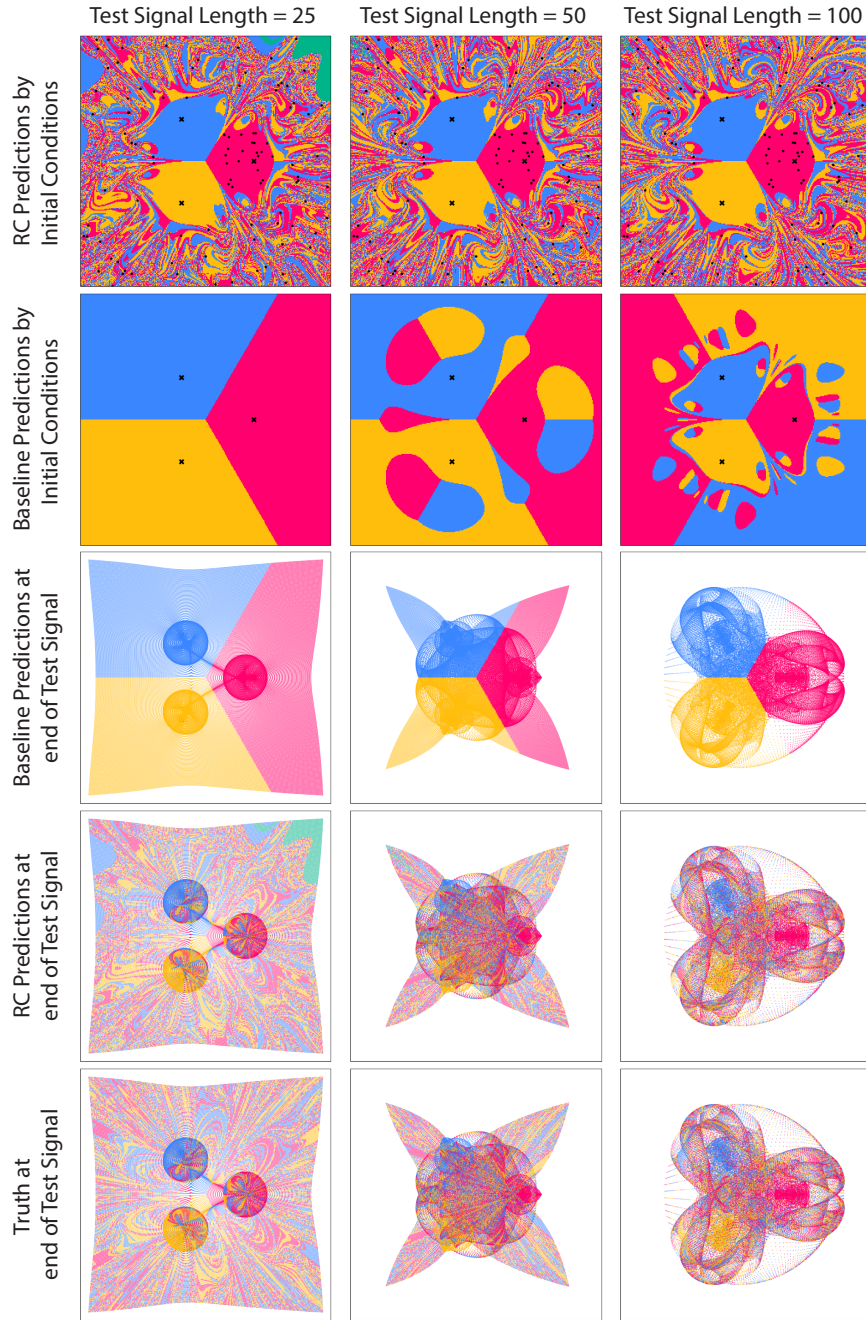 Test Signal Length = 25
Test Signal Length = 50
Test Signal Length = 100
RC Predictions by
Initial Conditions
Baseline Predictions by
Initial Conditions
Baseline Predictions at
end of Test Signal
RC Predictions at
end of Test Signal
Truth at
end of Test Signal